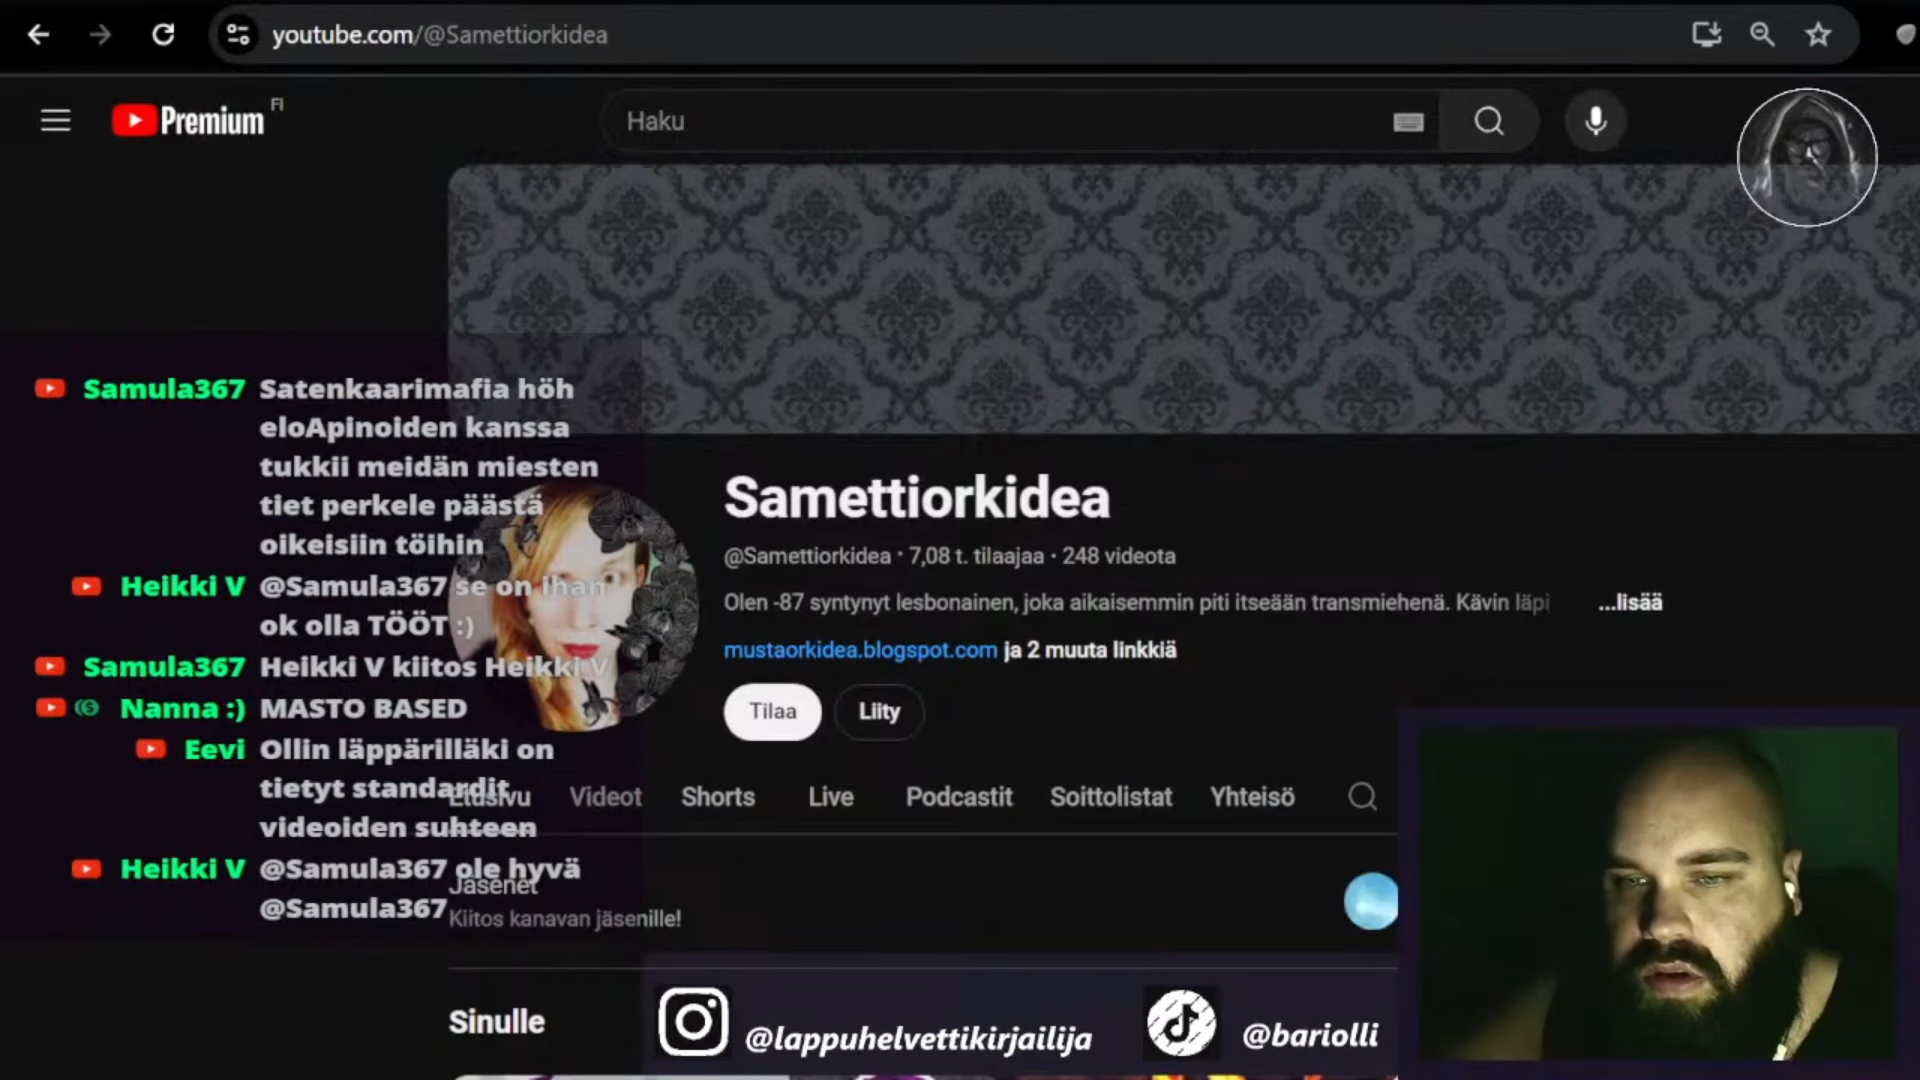 youtube.com/@Samettiorkidea
Premium FI
Haku
Samula367 Satenkaarimafia höh
eloApinoiden kanssa
tukkii meidän miesten
tiet perkele päästä
oikeisiin töihin
Heikki V @Samula367 se on ihan
ok olla TÖÖT :)
Samula367 Heikki V kiitos Heikki V
Nanna :) MASTO BASED
Eevi Ollin läppärilläki on
tietyt standardit
videoiden suhteen
Heikki V @Samula367 ole hyvä
@Samula367
Samettiorkidea
@Samettiorkidea · 7,08 t. tilaajaa · 248 videota
Olen -87 syntynyt lesbonainen, joka aikaisemmin piti itseään transmiehenä. Kävin läpi ...lisää
mustaorkidea.blogspot.com ja 2 muuta linkkiä
Tilaa Liity
Etusivu Videot Shorts Live Podcastit Soittolistat Yhteisö
Jäsenet
Kiitos kanavan jäsenille!
Sinulle
@lappuhelvettikirjailija @bariolli